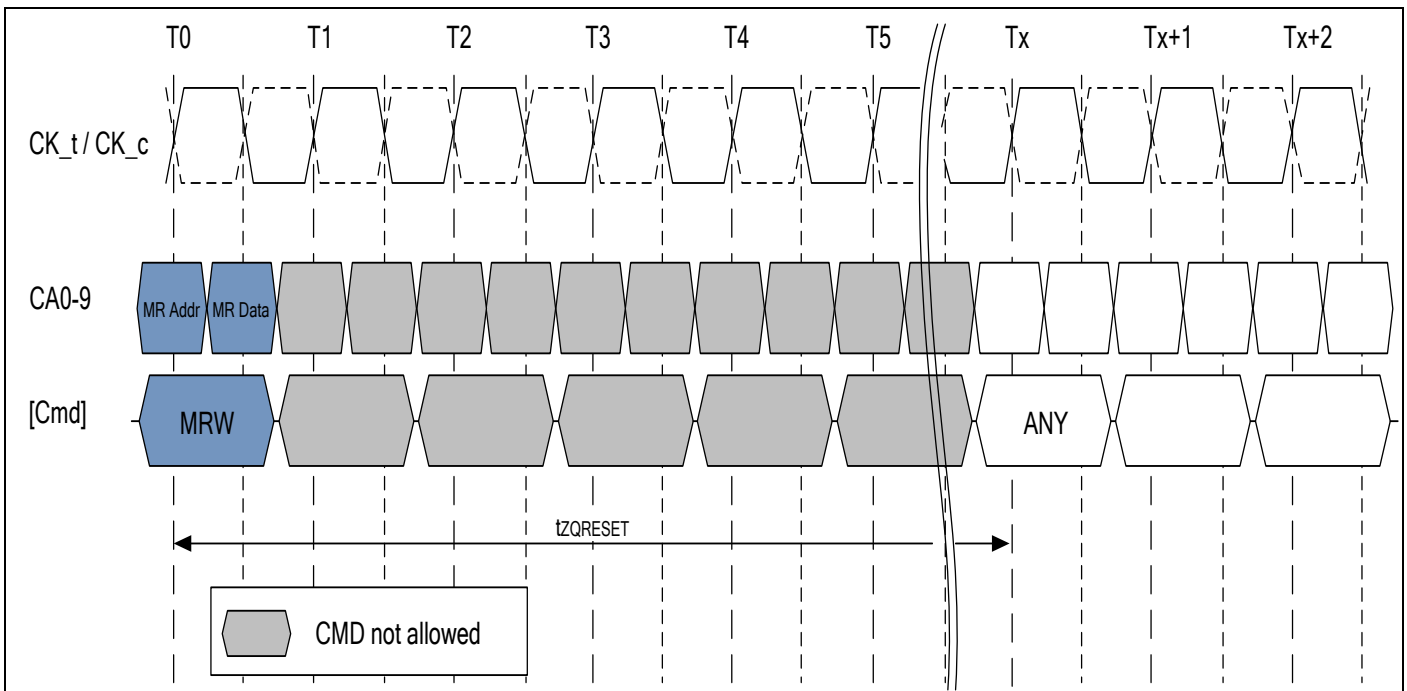 T0 T1 T2 T3 T4 T5 Tx Tx+1 Tx+2
CK_t / CK_c
CA0-9 MR Addr MR Data
[Cmd] MRW ANY
tZQRESET
CMD not allowed